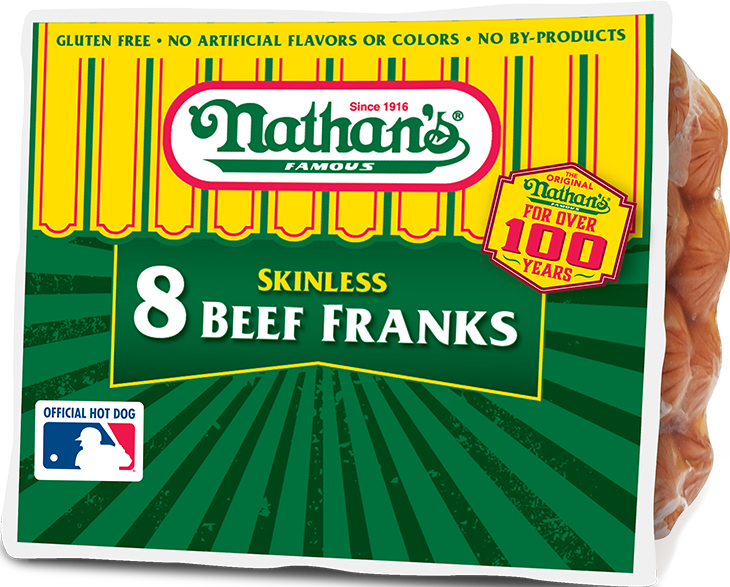 GLUTEN FREE • NO ARTIFICIAL FLAVORS OR COLORS • NO BY-PRODUCTS
Since 1916
Nathan's®
FAMOUS
THE
ORIGINAL
Nathan's®
FAMOUS
FOR OVER
100
YEARS
SKINLESS
8 BEEF FRANKS
OFFICIAL HOT DOG